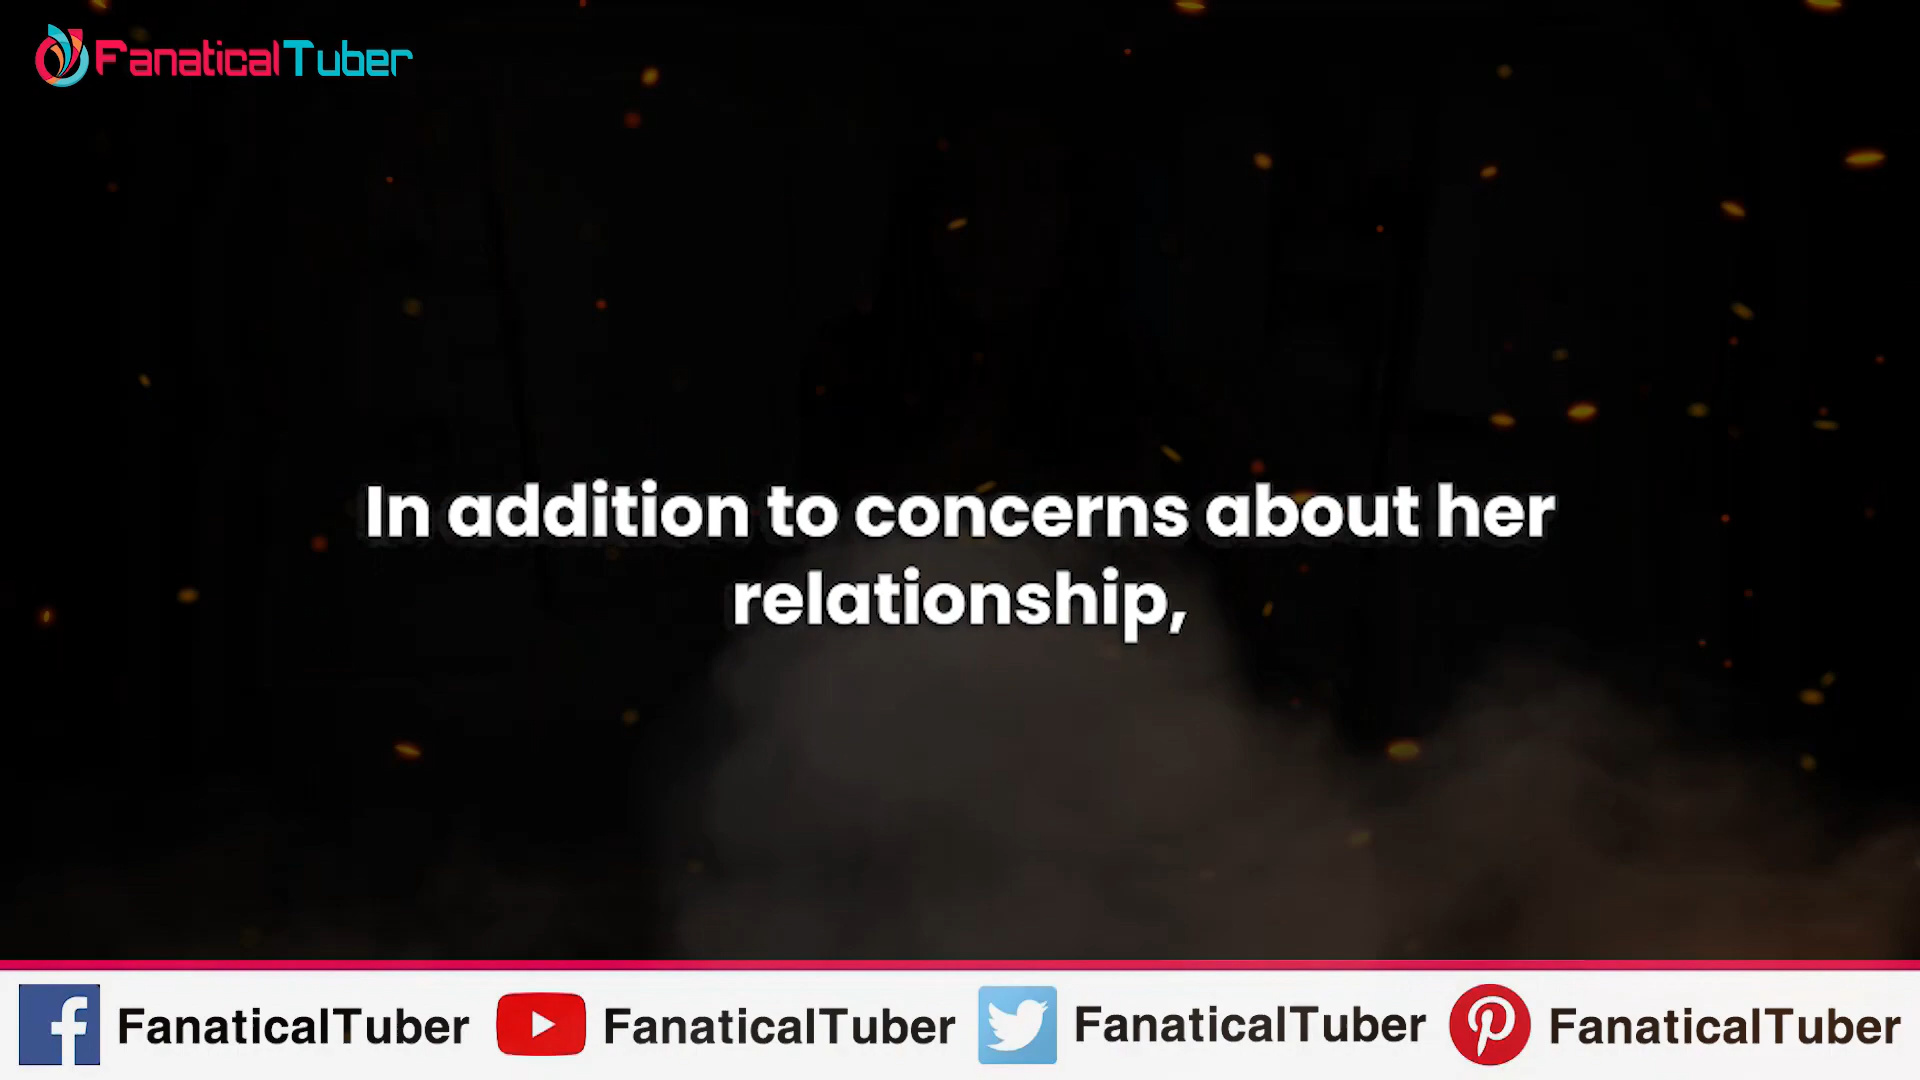 FanaticalTuber
In addition to concerns about her
relationship,
FanaticalTuber FanaticalTuber FanaticalTuber FanaticalTuber